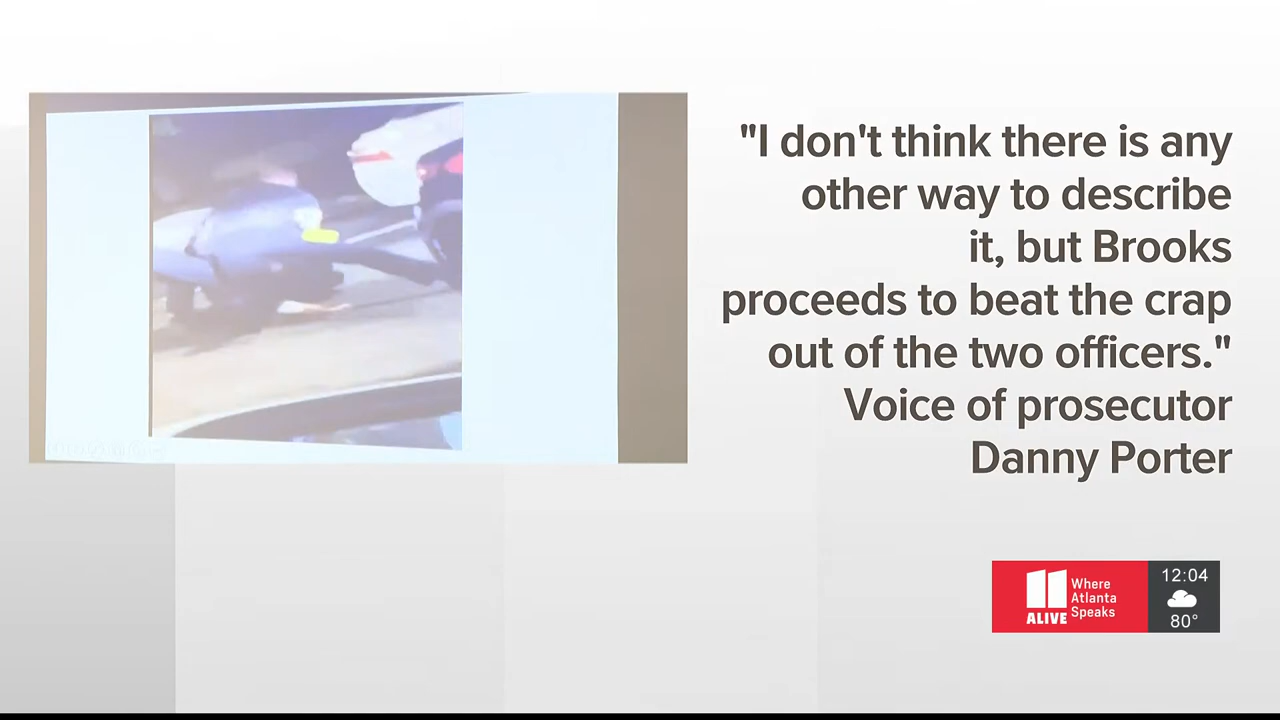 "I don't think there is any
other way to describe
it, but Brooks
proceeds to beat the crap
out of the two officers."
Voice of prosecutor
Danny Porter
ALIVE
Where
Atlanta
Speaks
12:04
80°